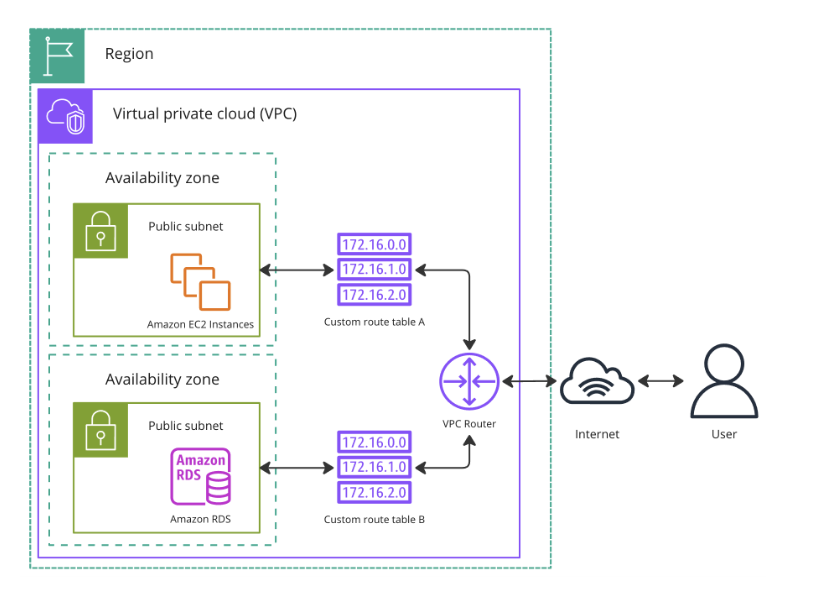 Region
Virtual private cloud (VPC)
Availability zone
Public subnet
Amazon EC2 Instances
172.16.0.0
172.16.1.0
172.16.2.0
Custom route table A
Availability zone
Public subnet
Amazon
RDS
Amazon RDS
172.16.0.0
172.16.1.0
172.16.2.0
Custom route table B
VPC Router
Internet
User